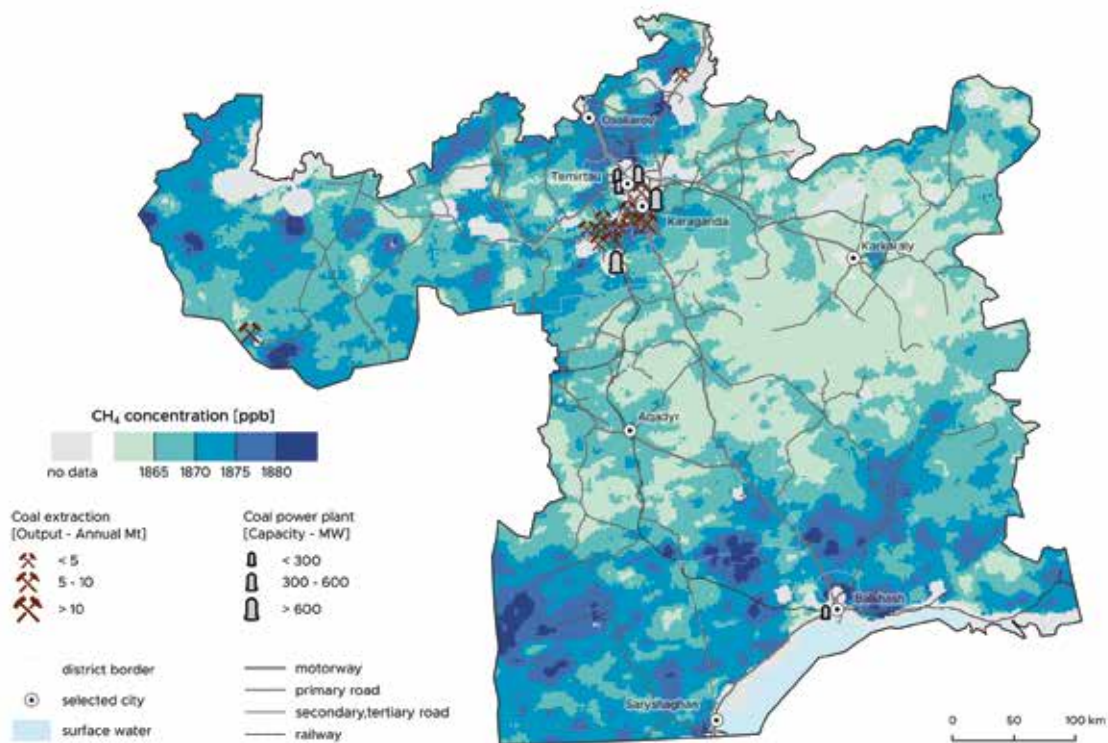 Osakarov
Temirtau
Karaganda
Karkaraly
CH₄ concentration [ppb]
no data
1865 1870 1875 1880
Aqadyr
Coal extraction
[Output - Annual Mt]
< 5
5 - 10
> 10
Coal power plant
[Capacity - MW]
< 300
300 - 600
> 600
Balkhash
district border
selected city
surface water
motorway
primary road
secondary,tertiary road
railway
Saryshaghan
0 50 100 km